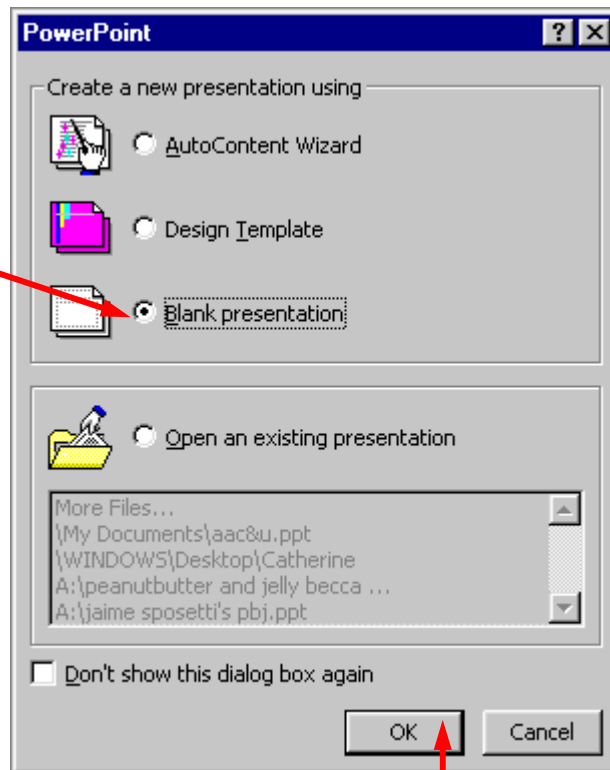 PowerPoint
Create a new presentation using
AutoContent Wizard
Design Template
Blank presentation
Open an existing presentation
More Files...
\My Documents\aac&u.ppt
\WINDOWS\Desktop\Catherine
A:\peanutbutter and jelly becca ...
A:\jaime sposetti's pbj.ppt
Don't show this dialog box again
OK Cancel